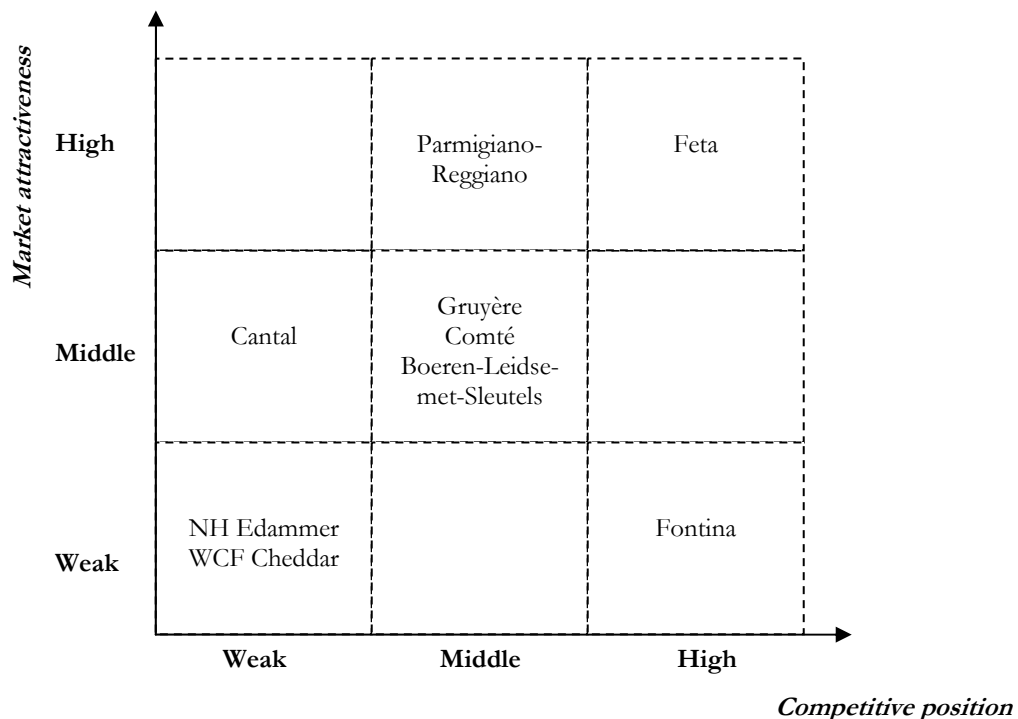 Market attractiveness
High
Parmigiano-
Reggiano
Feta
Middle
Cantal
Gruyère
Comté
Boeren-Leidse-
met-Sleutels
Weak
NH Edammer
WCF Cheddar
Fontina
Weak
Middle
High
Competitive position